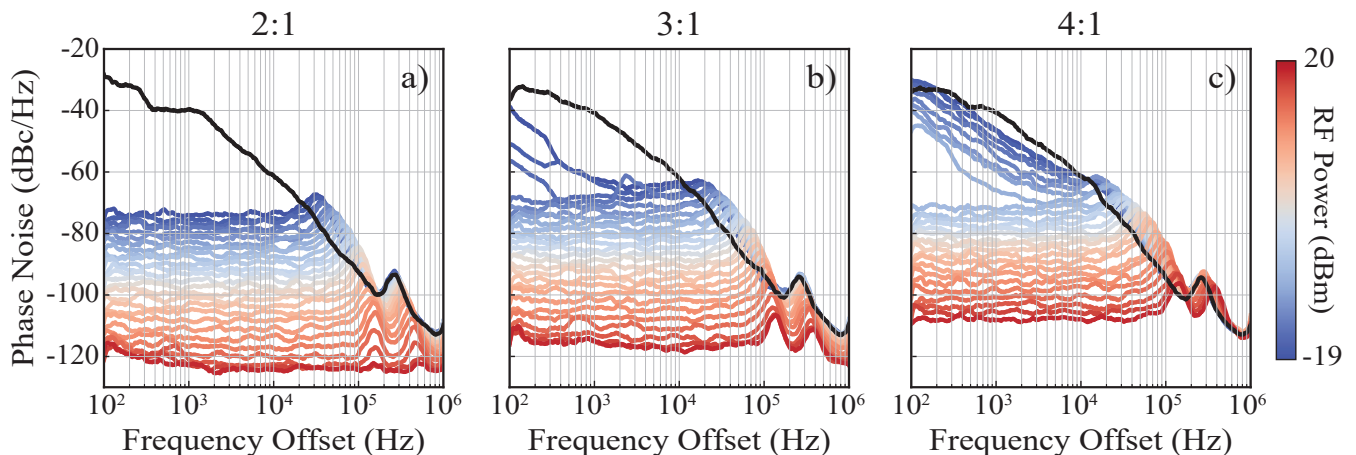 2:1 3:1 4:1
-20
-40
-60
-80
-100
-120
Phase Noise (dBc/Hz)
a) b) c)
10² 10³ 10⁴ 10⁵ 10⁶
10² 10³ 10⁴ 10⁵ 10⁶
10² 10³ 10⁴ 10⁵ 10⁶
Frequency Offset (Hz) Frequency Offset (Hz) Frequency Offset (Hz)
20
RF Power (dBm)
-19